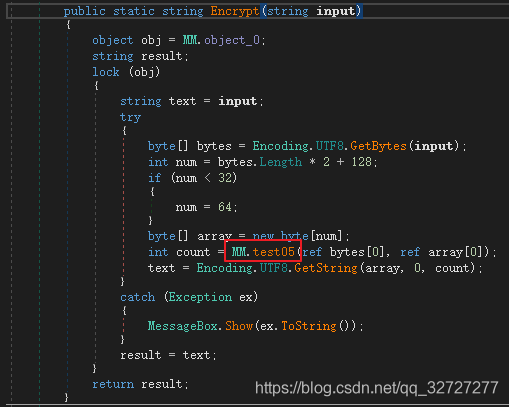 public static string Encrypt(string input)
{
    object obj = MM.object_0;
    string result;
    lock (obj)
    {
        string text = input;
        try
        {
            byte[] bytes = Encoding.UTF8.GetBytes(input);
            int num = bytes.Length * 2 + 128;
            if (num < 32)
            {
                num = 64;
            }
            byte[] array = new byte[num];
            int count = MM.test05(ref bytes[0], ref array[0]);
            text = Encoding.UTF8.GetString(array, 0, count);
        }
        catch (Exception ex)
        {
            MessageBox.Show(ex.ToString());
        }
        result = text;
    }
    return result;
}
https://blog.csdn.net/qq_32727277